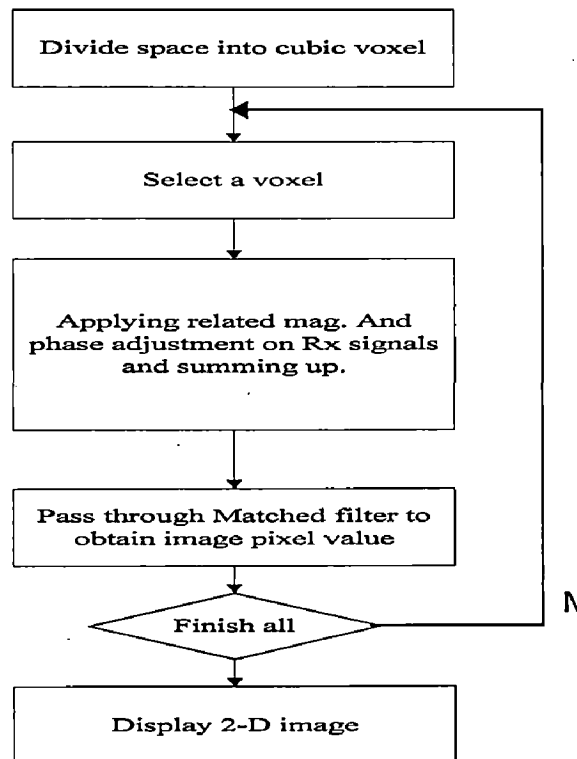 Divide space into cubic voxel
Select a voxel
Applying related mag. And
phase adjustment on Rx signals
and summing up.
Pass through Matched filter to
obtain image pixel value
Finish all
N
Display 2-D image